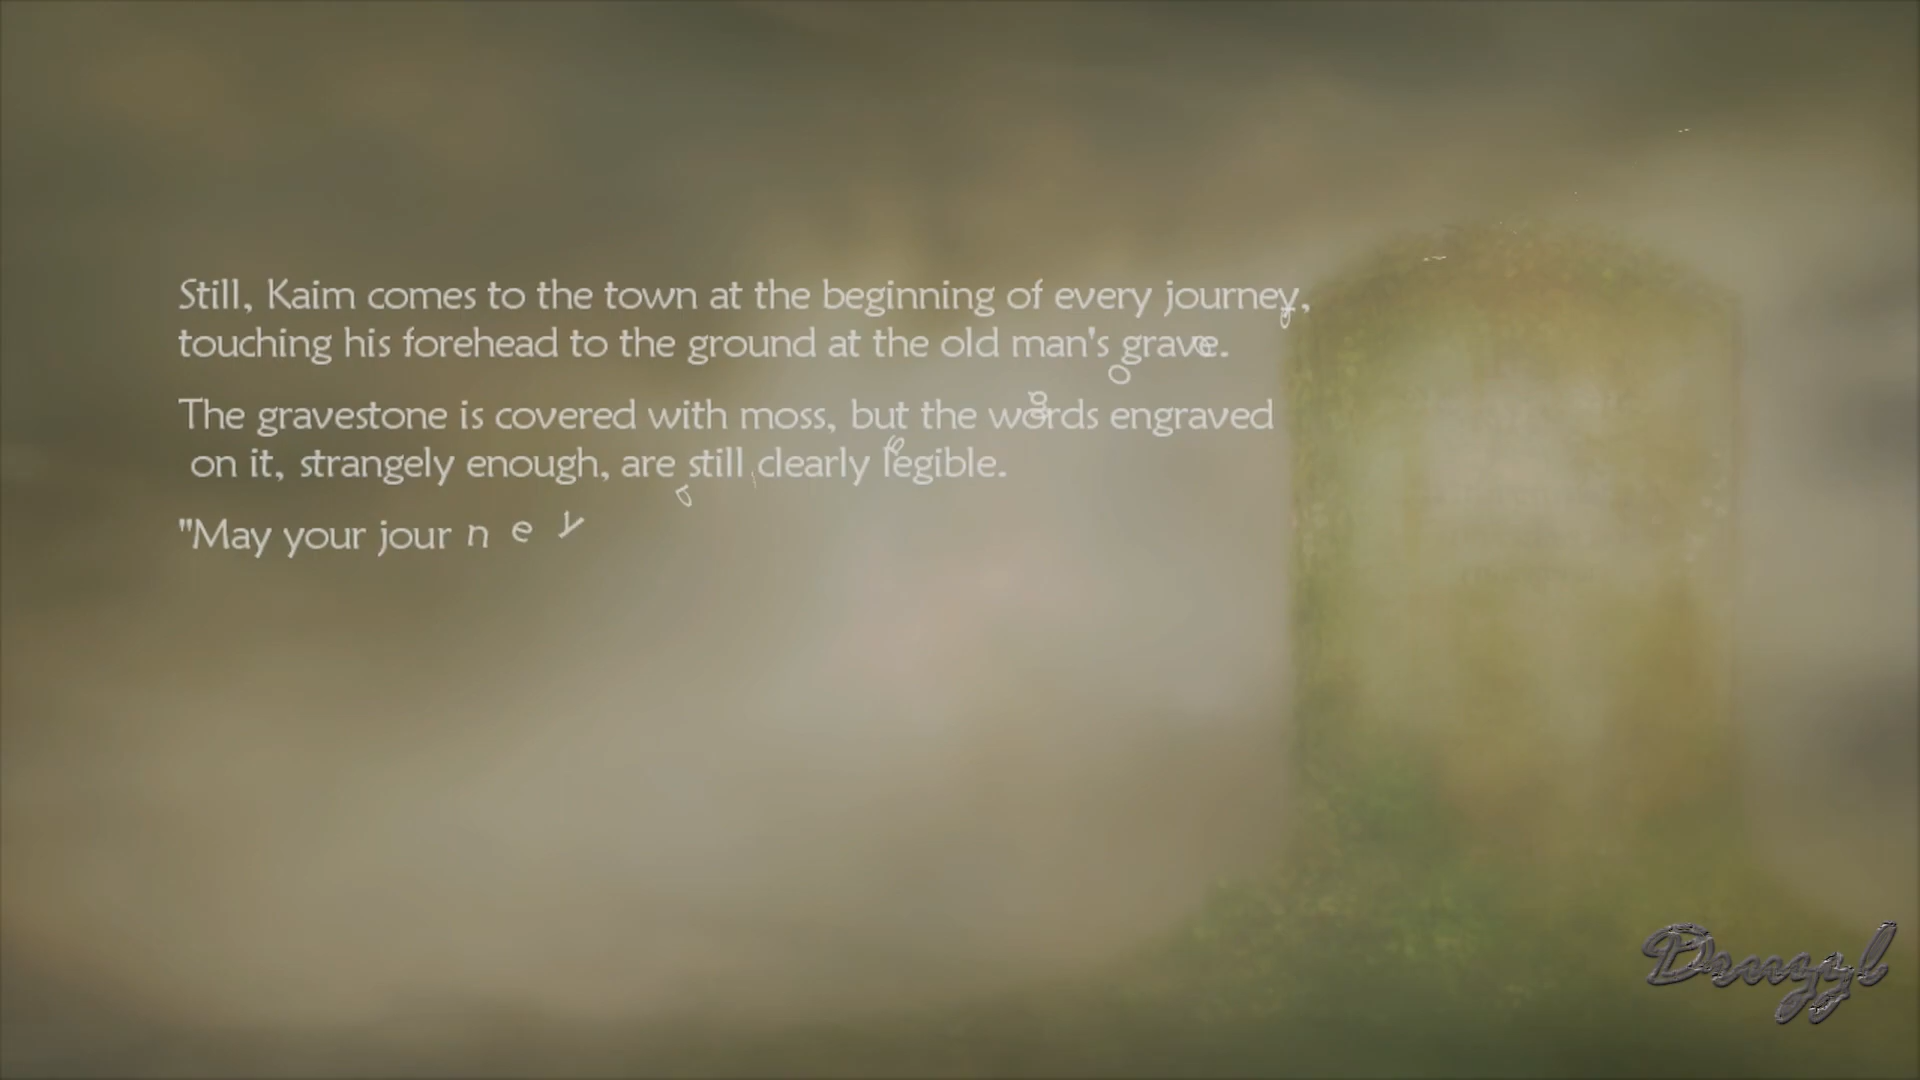 Still, Kaim comes to the town at the beginning of every journey,
touching his forehead to the ground at the old man's grave.
The gravestone is covered with moss, but the words engraved
on it, strangely enough, are still clearly legible.
"May your journey